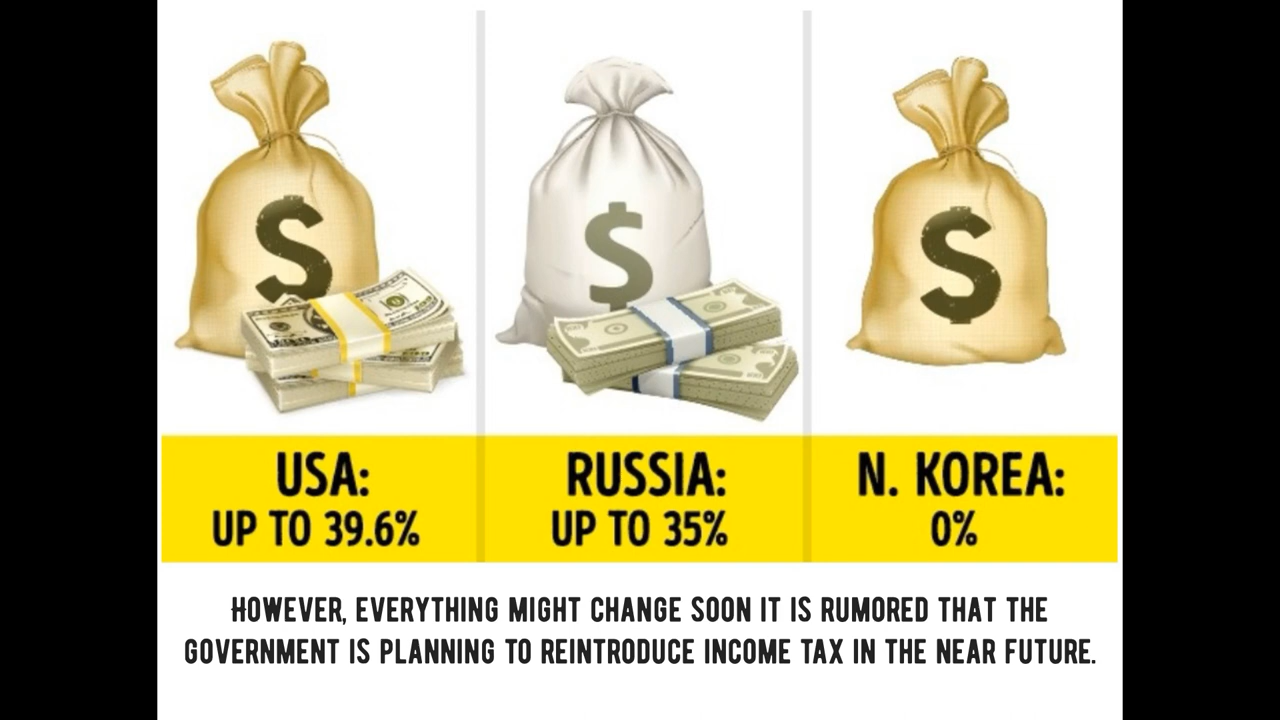 $
$
$
USA:
UP TO 39.6%
RUSSIA:
UP TO 35%
N. KOREA:
0%
HOWEVER, EVERYTHING MIGHT CHANGE SOON IT IS RUMORED THAT THE
GOVERNMENT IS PLANNING TO REINTRODUCE INCOME TAX IN THE NEAR FUTURE.